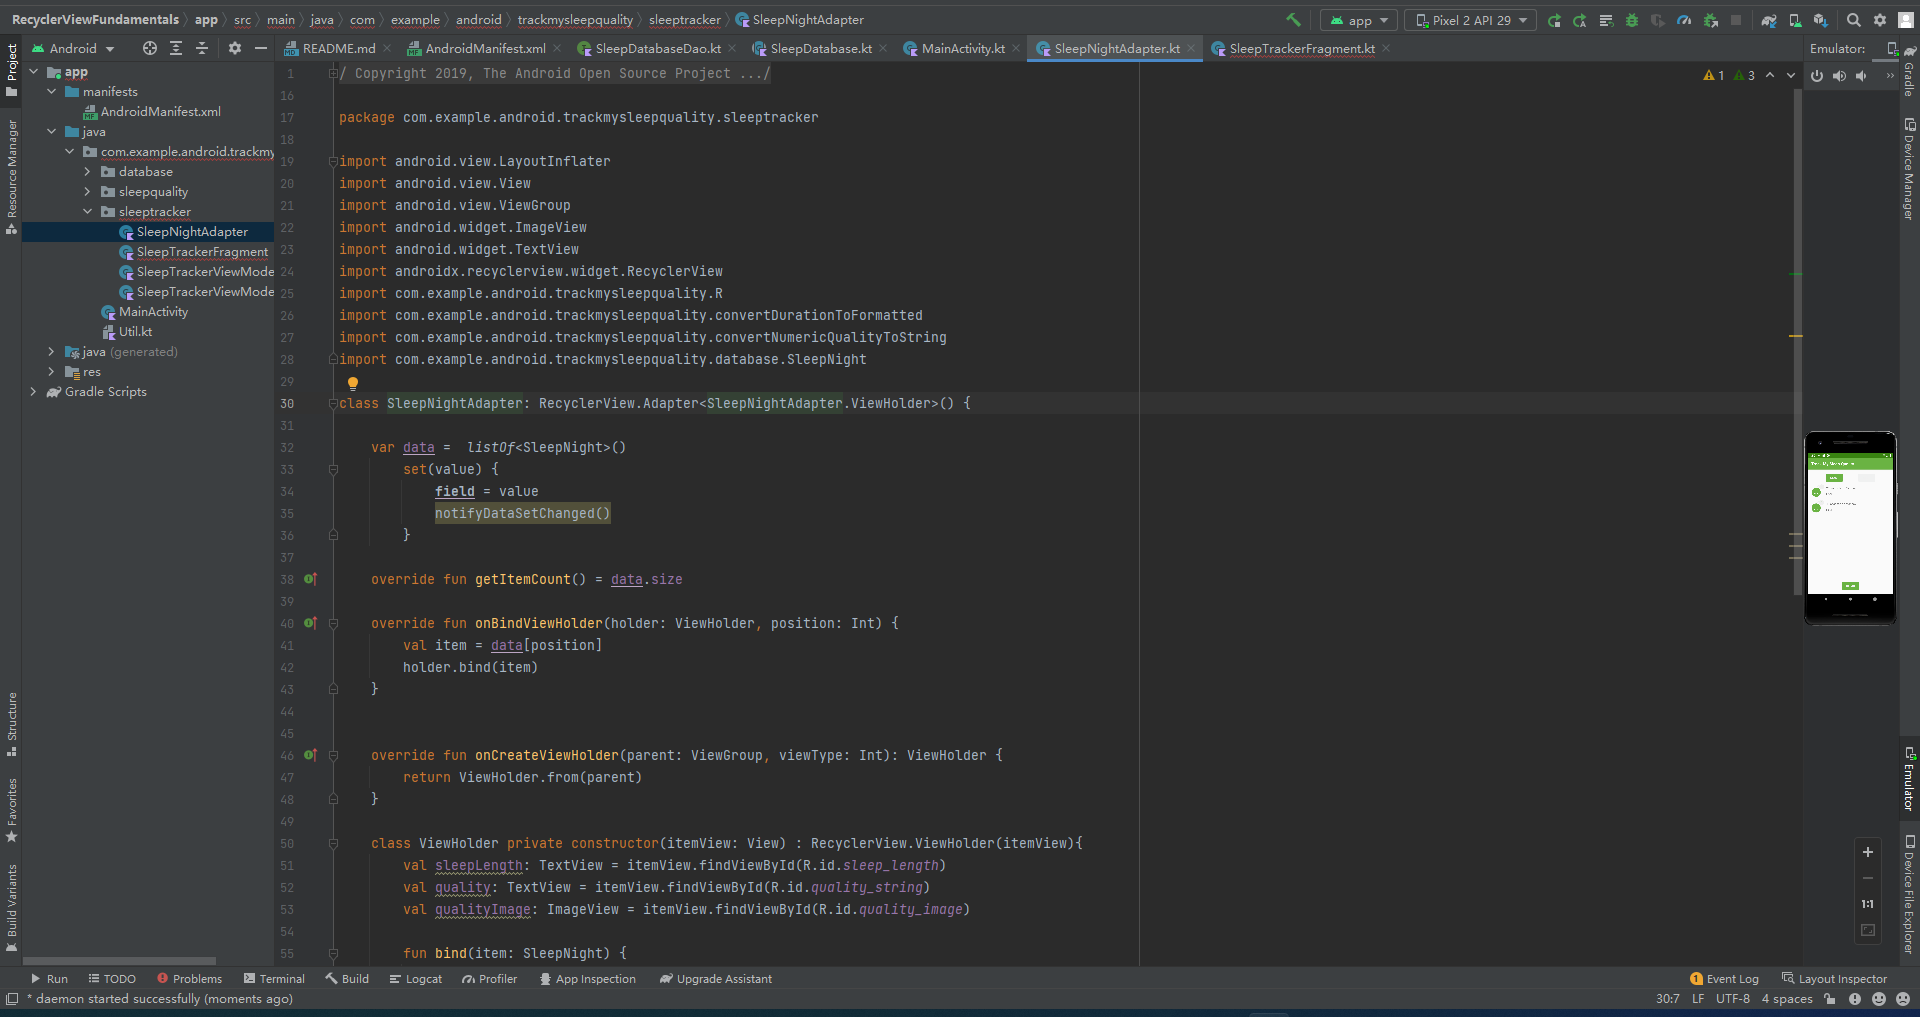 RecyclerViewFundamentals app src main java com example android trackmysleepquality sleeptracker SleepNightAdapter
app Pixel 2 API 29
Android README.md AndroidManifest.xml SleepDatabaseDao.kt SleepDatabase.kt MainActivity.kt SleepNightAdapter.kt SleepTrackerFragment.kt Emulator:
Project
Resource Manager
Structure
Favorites
Build Variants
app
manifests
AndroidManifest.xml
java
com.example.android.trackmy
database
sleepquality
sleeptracker
SleepNightAdapter
SleepTrackerFragment
SleepTrackerViewMode
SleepTrackerViewMode
MainActivity
Util.kt
java (generated)
res
Gradle Scripts
1 / Copyright 2019, The Android Open Source Project .../
16
17 package com.example.android.trackmysleepquality.sleeptracker
18
19 import android.view.LayoutInflater
20 import android.view.View
21 import android.view.ViewGroup
22 import android.widget.ImageView
23 import android.widget.TextView
24 import androidx.recyclerview.widget.RecyclerView
25 import com.example.android.trackmysleepquality.R
26 import com.example.android.trackmysleepquality.convertDurationToFormatted
27 import com.example.android.trackmysleepquality.convertNumericQualityToString
28 import com.example.android.trackmysleepquality.database.SleepNight
29
30 class SleepNightAdapter: RecyclerView.Adapter<SleepNightAdapter.ViewHolder>() {
31
32 var data = listOf<SleepNight>()
33 set(value) {
34 field = value
35 notifyDataSetChanged()
36 }
37
38 override fun getItemCount() = data.size
39
40 override fun onBindViewHolder(holder: ViewHolder, position: Int) {
41 val item = data[position]
42 holder.bind(item)
43 }
44
45
46 override fun onCreateViewHolder(parent: ViewGroup, viewType: Int): ViewHolder {
47 return ViewHolder.from(parent)
48 }
49
50 class ViewHolder private constructor(itemView: View) : RecyclerView.ViewHolder(itemView){
51 val sleepLength: TextView = itemView.findViewById(R.id.sleep_length)
52 val quality: TextView = itemView.findViewById(R.id.quality_string)
53 val qualityImage: ImageView = itemView.findViewById(R.id.quality_image)
54
55 fun bind(item: SleepNight) {
1 3
1:1
Gradle
Device Manager
Emulator
Device File Explorer
Run TODO Problems Terminal Build Logcat Profiler App Inspection Upgrade Assistant 1 Event Log Layout Inspector
* daemon started successfully (moments ago) 30:7 LF UTF-8 4 spaces